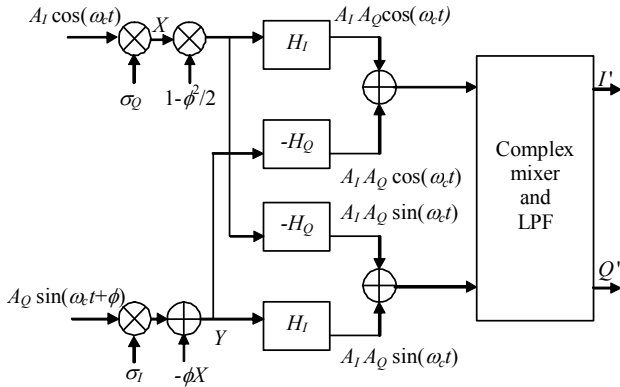 A_I cos(ω_c t)
X
H_I
A_I A_Q cos(ω_c t)
I'
σ_Q
1-ϕ²/2
-H_Q
A_I A_Q cos(ω_c t)
Complex
mixer
and
LPF
A_I A_Q sin(ω_c t)
-H_Q
Q'
A_Q sin(ω_c t+ϕ)
Y
H_I
A_I A_Q sin(ω_c t)
σ_I
-ϕX